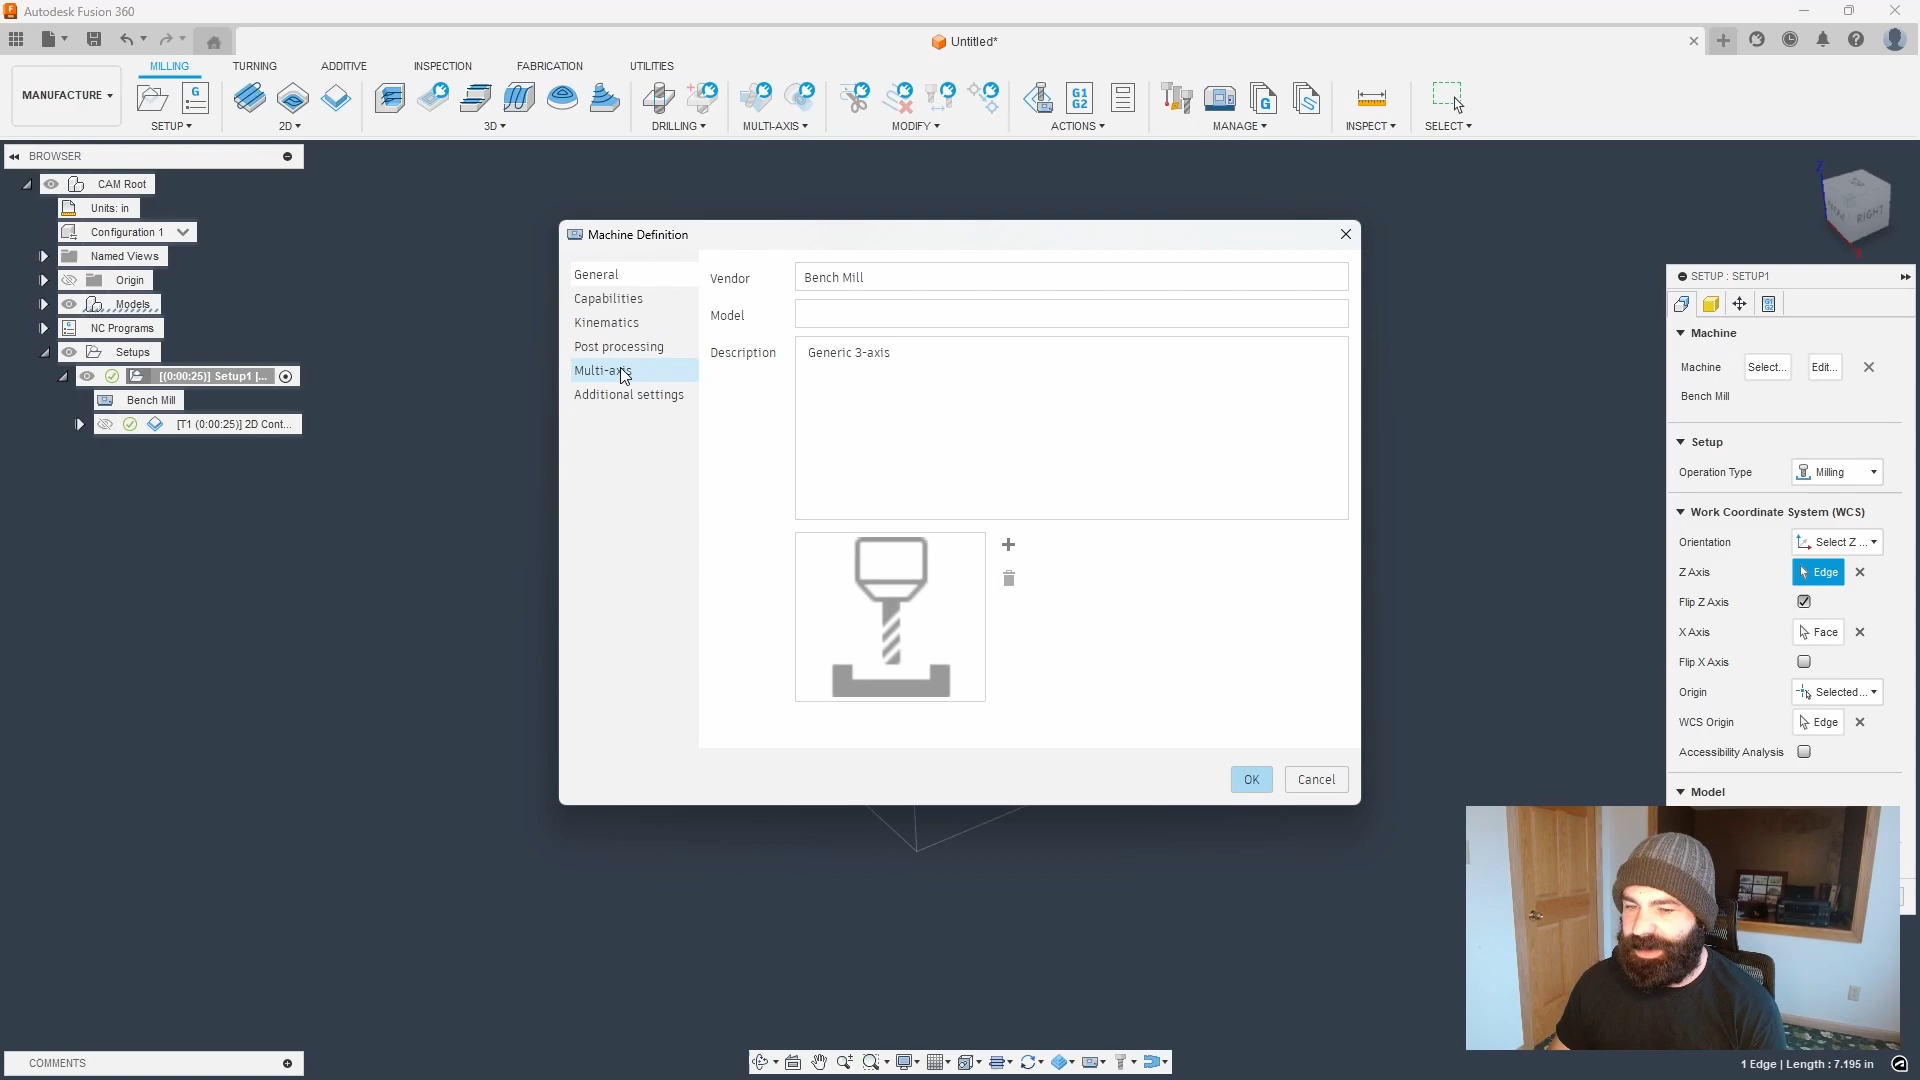 Autodesk Fusion 360
Untitled*
MILLING TURNING ADDITIVE INSPECTION FABRICATION UTILITIES
MANUFACTURE
SETUP 2D 3D DRILLING MULTI-AXIS MODIFY ACTIONS MANAGE INSPECT SELECT
G
G1
G2
G
BROWSER
CAM Root
Units: in
Configuration 1
Named Views
Origin
Models
NC Programs
Setups
[(0:00:25)] Setup1 |...
Bench Mill
[T1 (0:00:25)] 2D Cont...
Machine Definition
General
Capabilities
Kinematics
Post processing
Multi-axis
Additional settings
Vendor Bench Mill
Model
Description Generic 3-axis
OK Cancel
Z
RIGHT
X
SETUP : SETUP1
Machine
Machine Select... Edit...
Bench Mill
Setup
Operation Type Milling
Work Coordinate System (WCS)
Orientation Select Z ...
Z Axis Edge
Flip Z Axis
X Axis Face
Flip X Axis
Origin Selected...
WCS Origin Edge
Accessibility Analysis
Model
COMMENTS
1 Edge | Length : 7.195 in